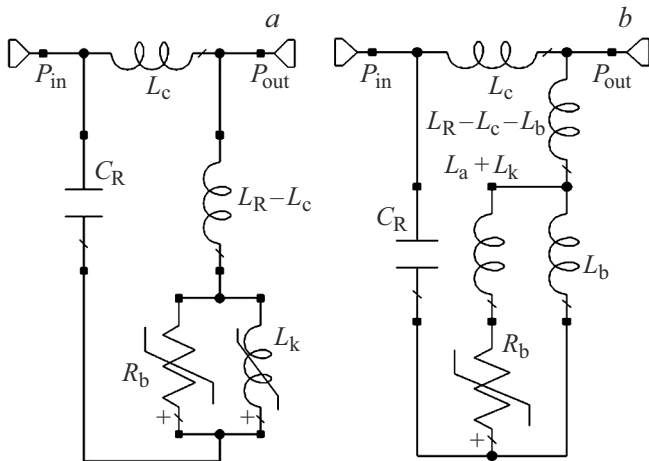 a
P_in
L_c
P_out
C_R
L_R−L_c
R_b
L_k
+
+
b
P_in
L_c
P_out
L_R−L_c−L_b
L_a+L_k
C_R
L_b
R_b
+